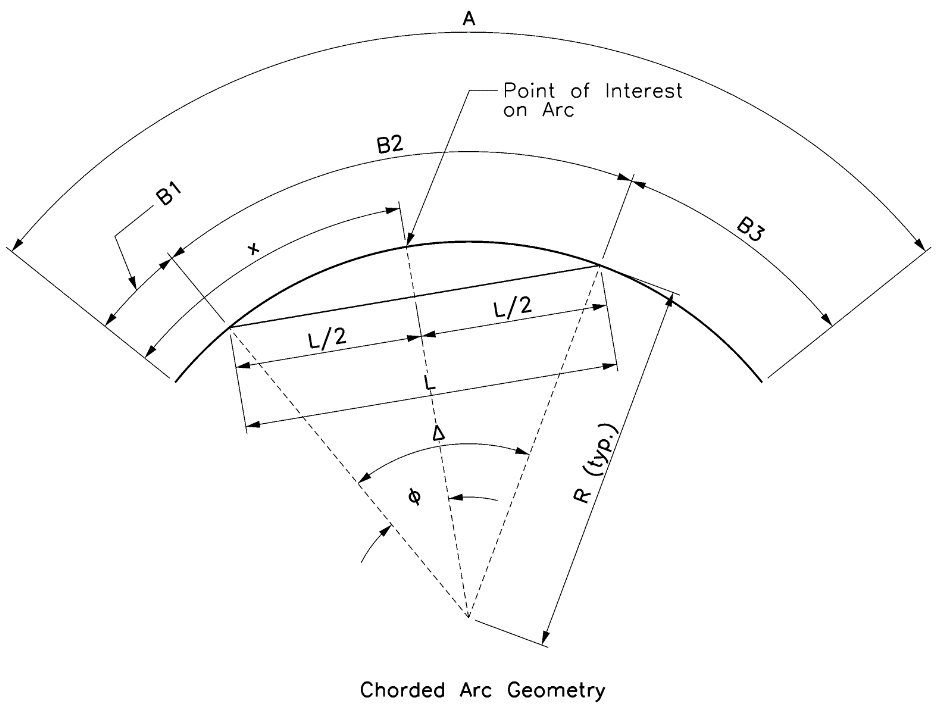 A
Point of Interest
on Arc
B2
B1
B3
x
L/2
L/2
L
Δ
R (typ.)
ϕ
Chorded Arc Geometry